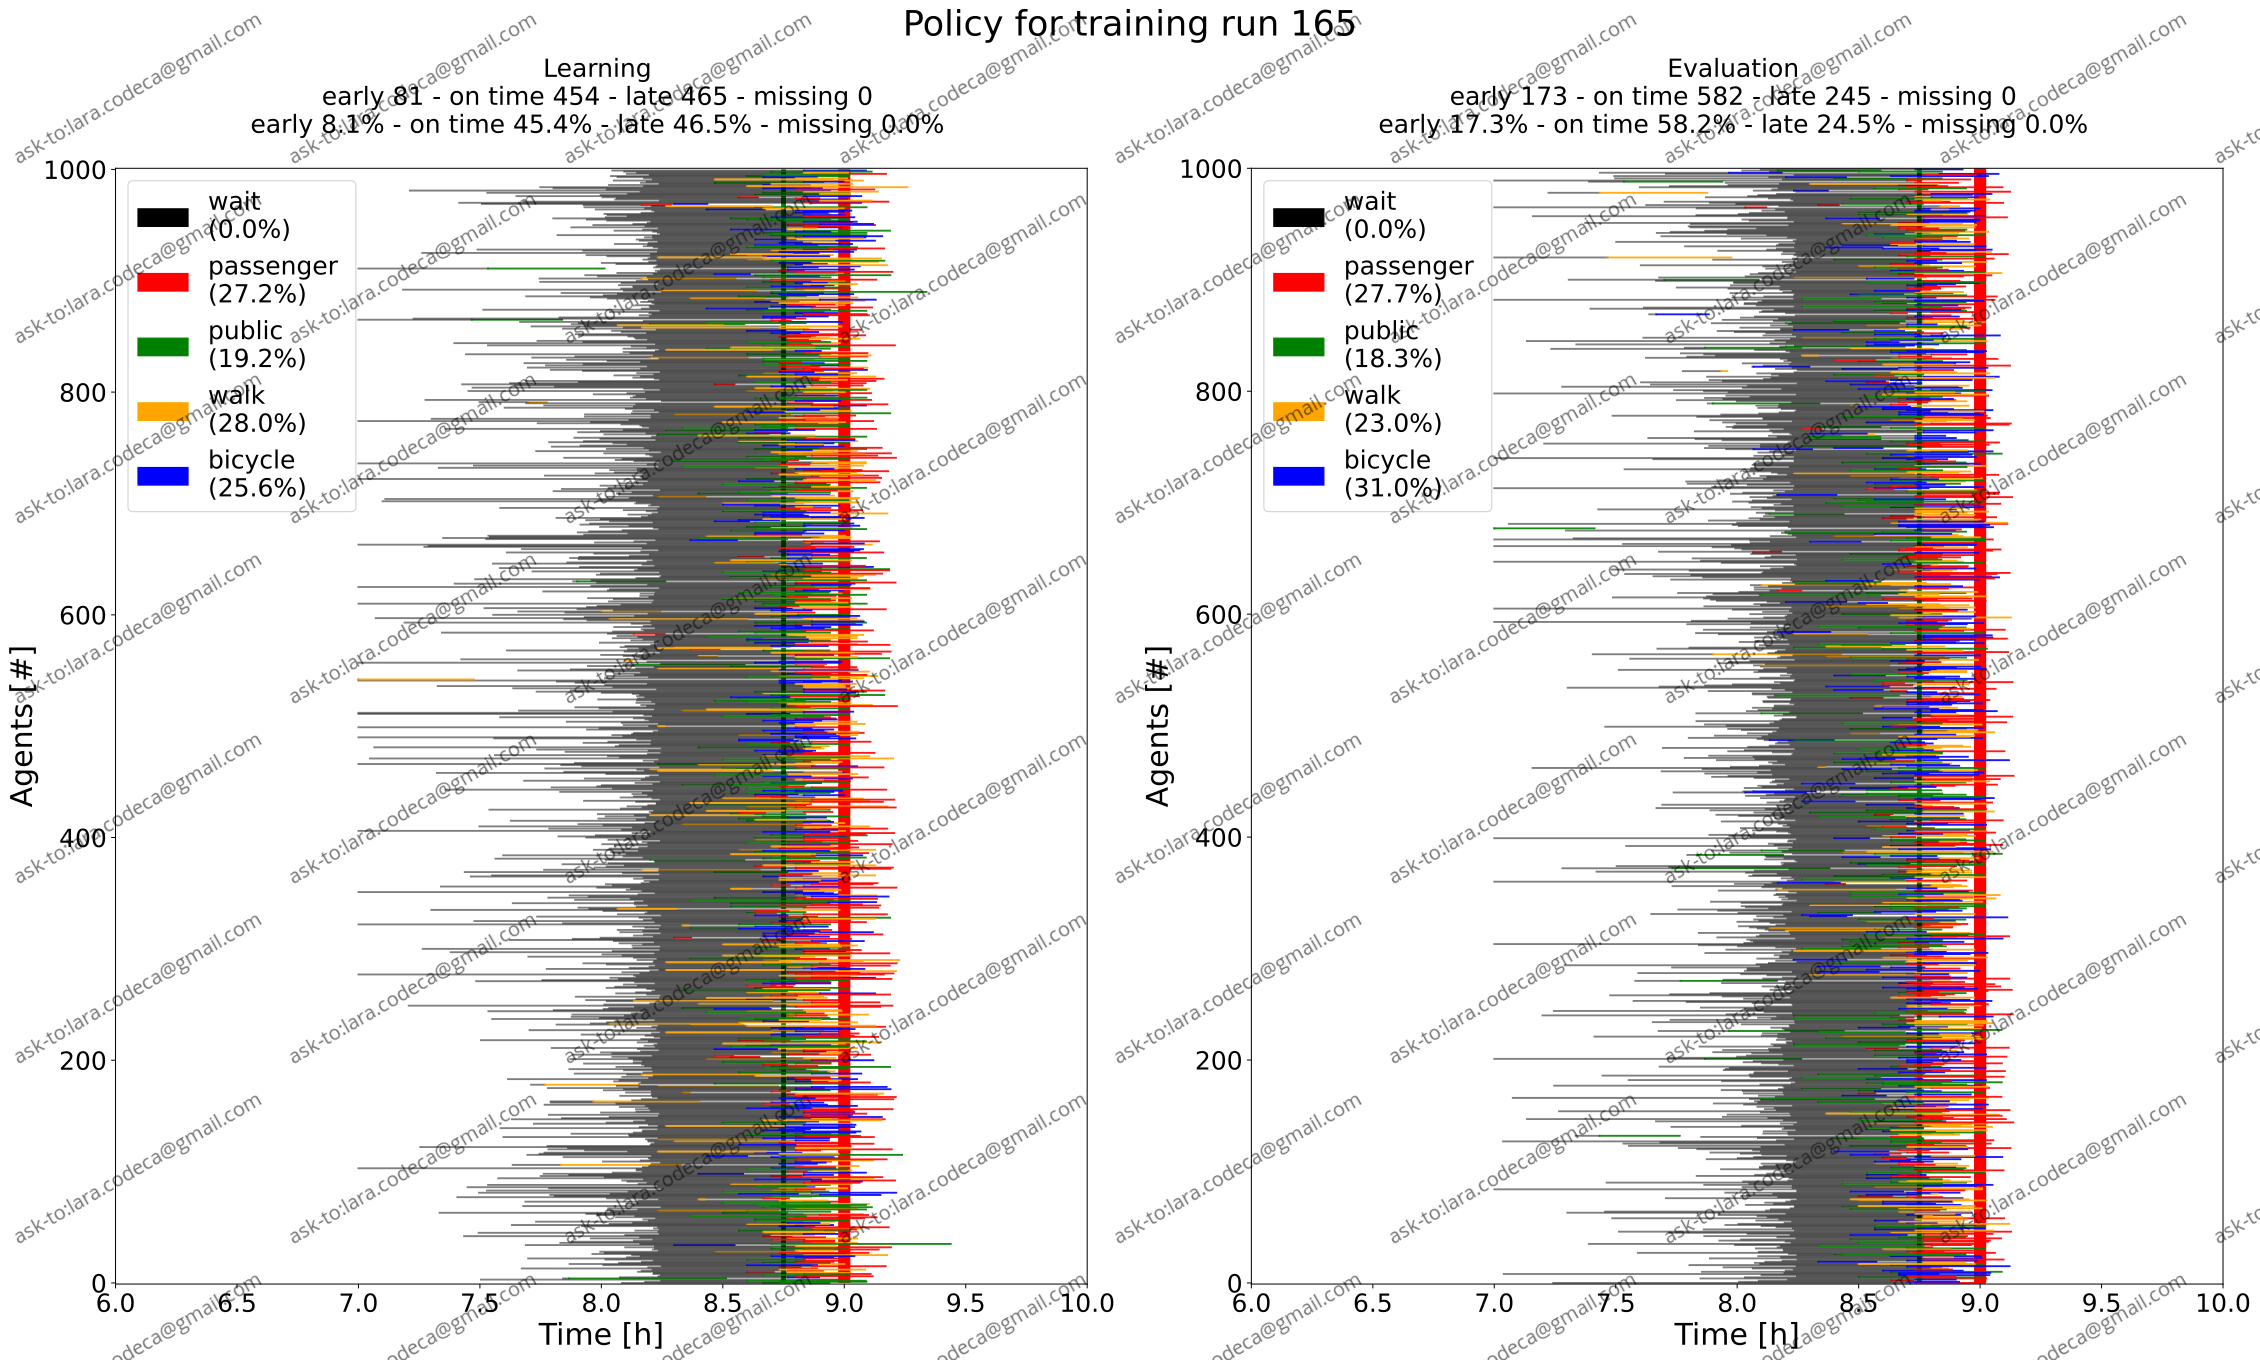 Policy for training run 165
Learning
early 81 - on time 454 - late 465 - missing 0
early 8.1% - on time 45.4% - late 46.5% - missing 0.0%
1000
800
600
400
200
0
Agents [#]
wait
(0.0%)
passenger
(27.2%)
public
(19.2%)
walk
(28.0%)
bicycle
(25.6%)
6.0 6.5 7.0 7.5 8.0 8.5 9.0 9.5 10.0
Time [h]
Evaluation
early 173 - on time 582 - late 245 - missing 0
early 17.3% - on time 58.2% - late 24.5% - missing 0.0%
1000
800
600
400
200
0
Agents [#]
wait
(0.0%)
passenger
(27.7%)
public
(18.3%)
walk
(23.0%)
bicycle
(31.0%)
6.0 6.5 7.0 7.5 8.0 8.5 9.0 9.5 10.0
Time [h]
ask-to:lara.codeca@gmail.com